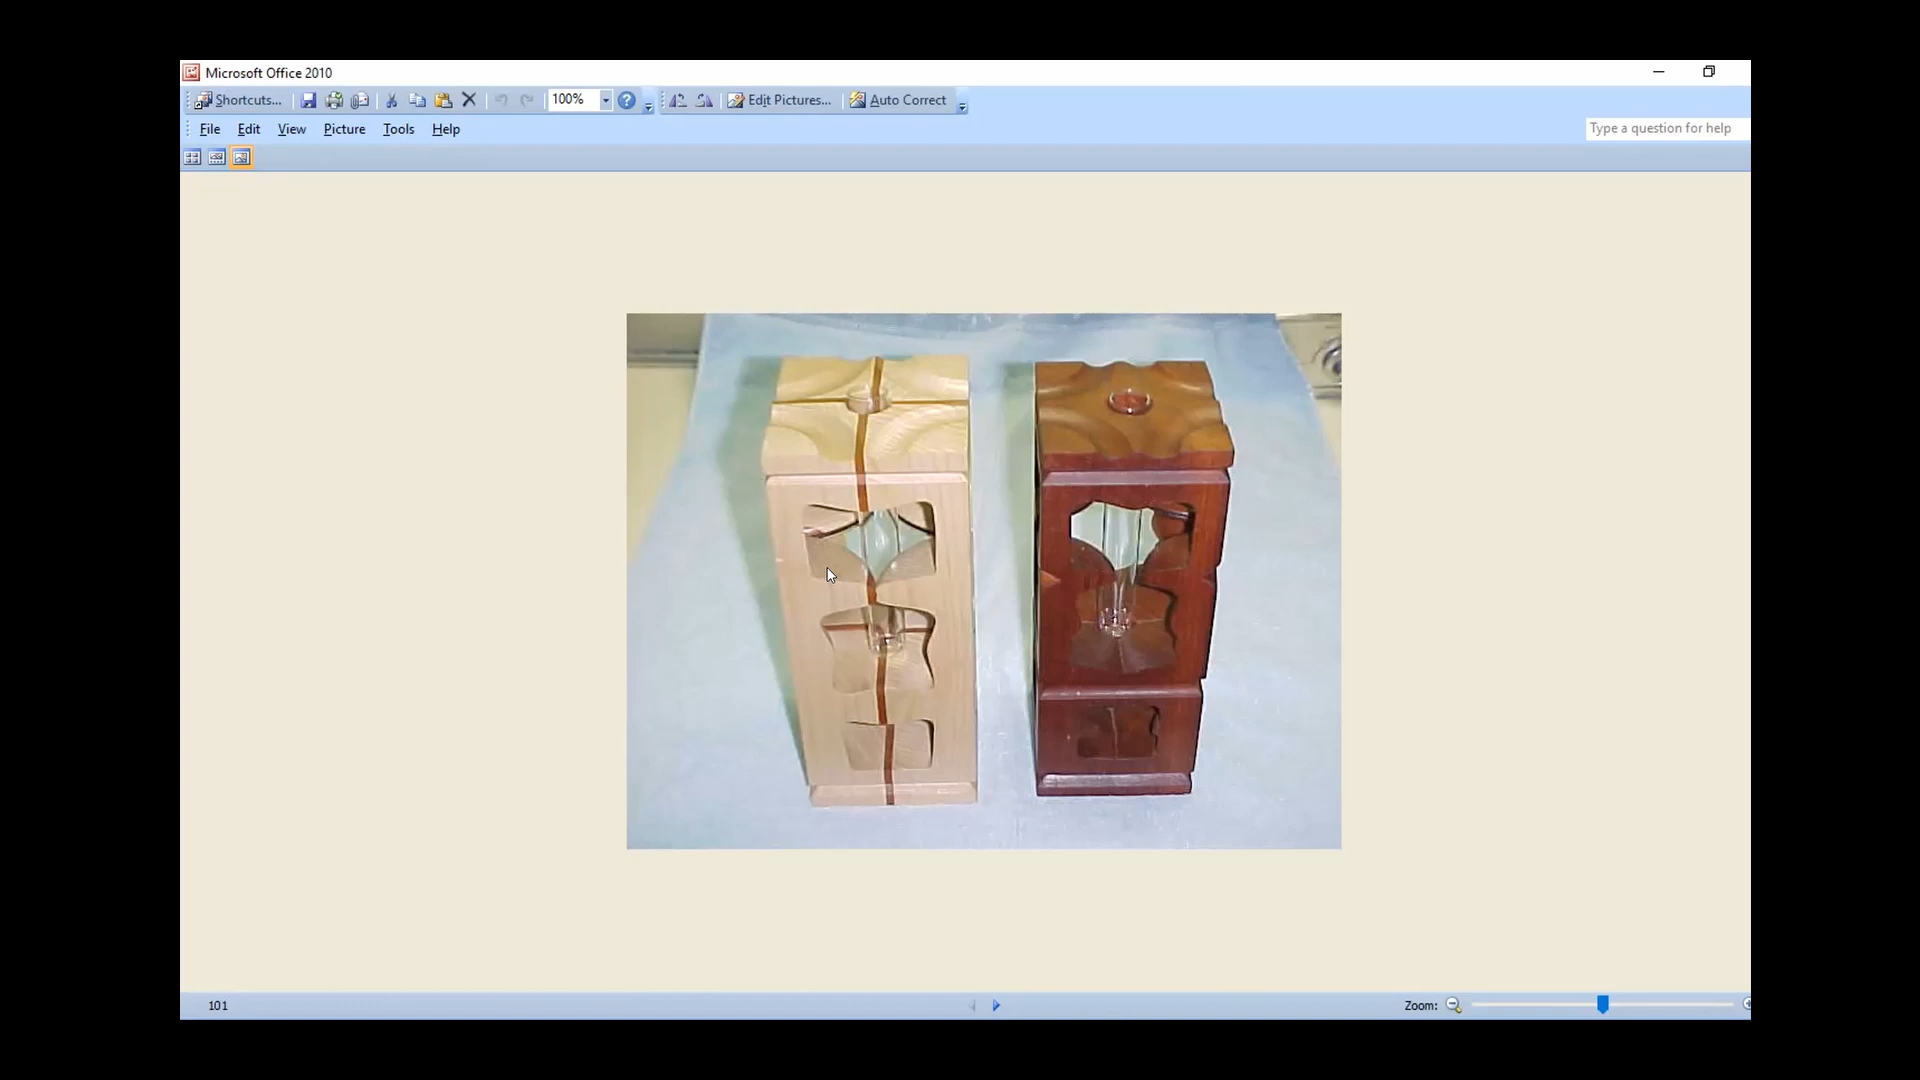 Microsoft Office 2010
Shortcuts... 100% Edit Pictures... Auto Correct
File Edit View Picture Tools Help
Type a question for help
101 Zoom: